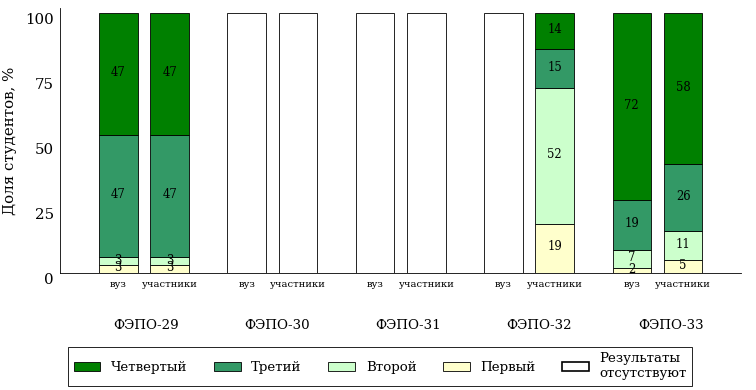 100
75
50
25
0
Доля студентов, %
47 47 14 72 58
47 47 15 19 26
3 3 52 7 11
3 3 19 2 5
вуз участники вуз участники вуз участники вуз участники вуз участники
ФЭПО-29 ФЭПО-30 ФЭПО-31 ФЭПО-32 ФЭПО-33
Четвертый Третий Второй Первый Результаты
отсутствуют